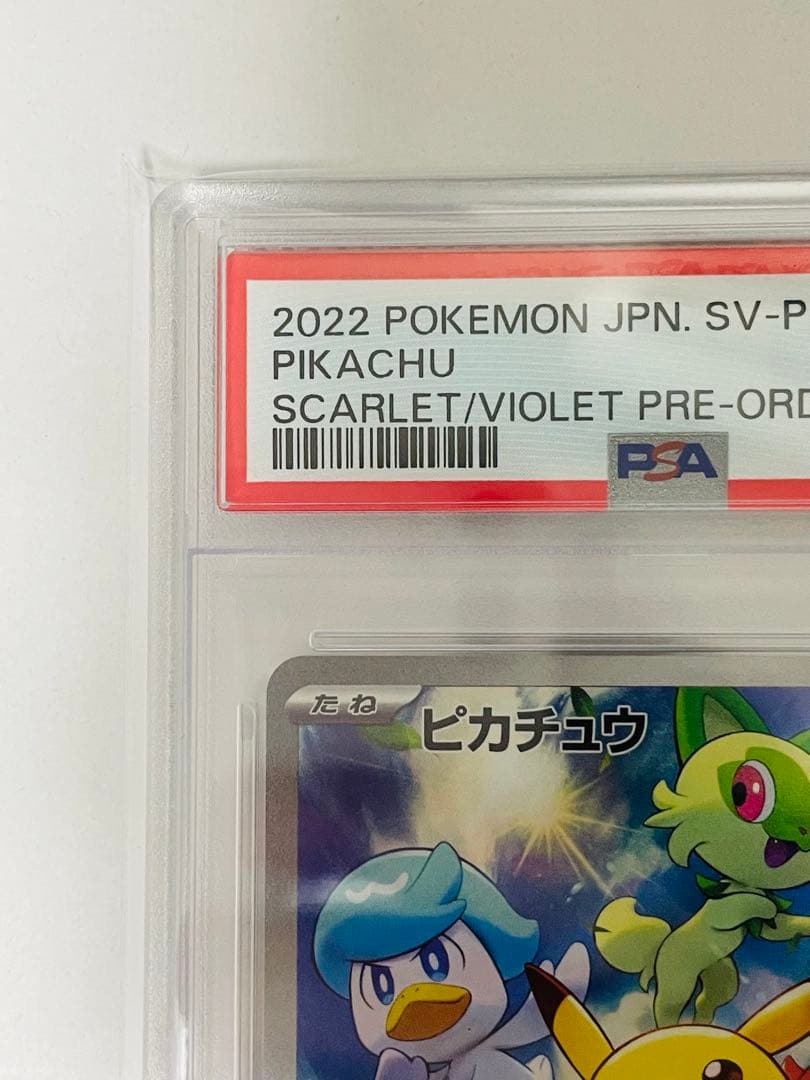 2022 POKEMON JPN. SV-P
PIKACHU
SCARLET/VIOLET PRE-ORD
PSA
たね
ピカチュウ